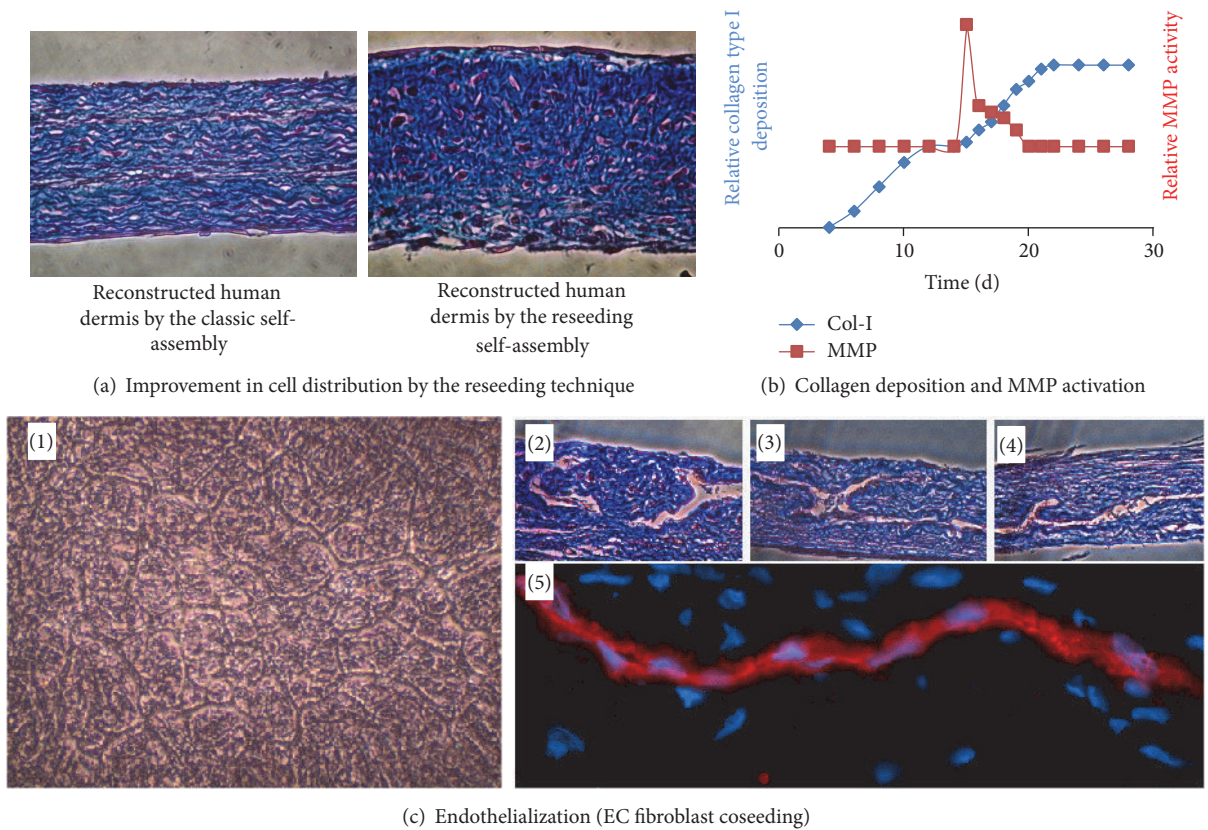 Reconstructed human
dermis by the classic self-
assembly
Reconstructed human
dermis by the reseeding
self-assembly
(a) Improvement in cell distribution by the reseeding technique
Relative collagen type I
deposition
Relative MMP activity
0
10
20
30
Time (d)
Col-I
MMP
(b) Collagen deposition and MMP activation
(1)
(2)
(3)
(4)
(5)
(c) Endothelialization (EC fibroblast coseeding)